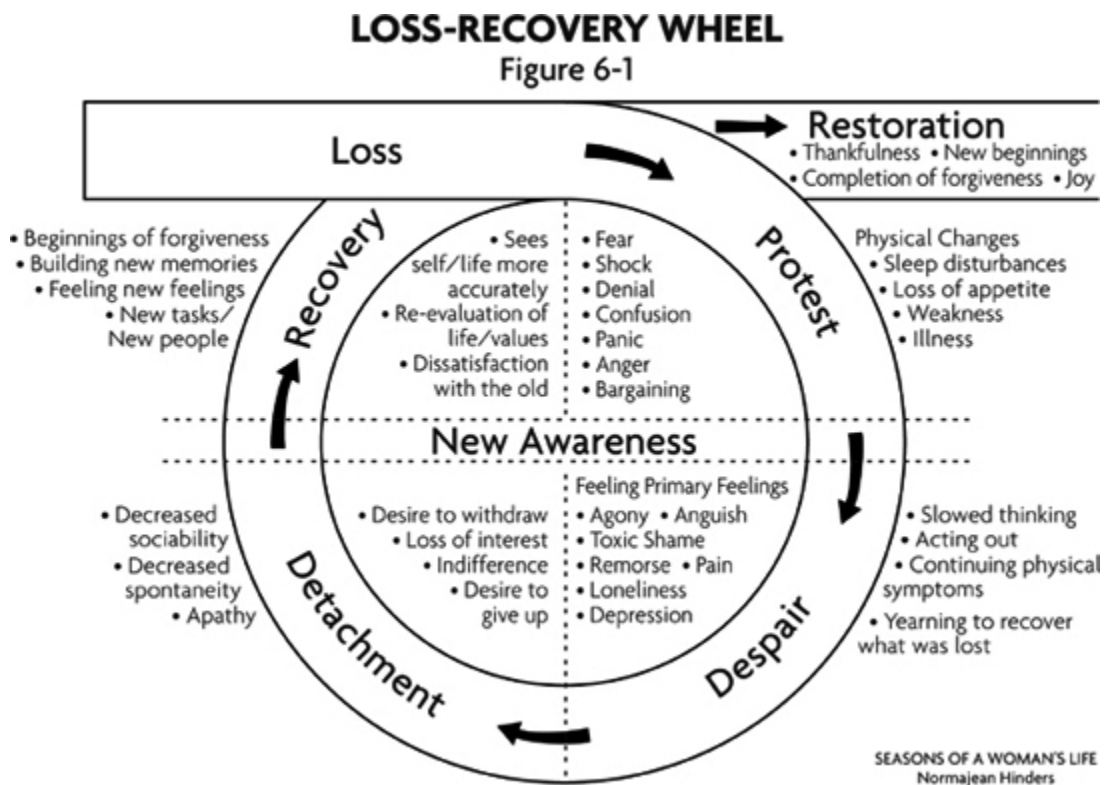 LOSS-RECOVERY WHEEL
Figure 6-1
Loss
Restoration
• Thankfulness • New beginnings
• Completion of forgiveness • Joy
• Beginnings of forgiveness
• Building new memories
• Feeling new feelings
• New tasks/
New people
Recovery
• Sees
self/life more
accurately
• Re-evaluation of
life/values
• Dissatisfaction
with the old
• Fear
• Shock
• Denial
• Confusion
• Panic
• Anger
• Bargaining
Protest
Physical Changes
• Sleep disturbances
• Loss of appetite
• Weakness
• Illness
New Awareness
• Decreased
sociability
• Decreased
spontaneity
• Apathy
Detachment
• Desire to withdraw
• Loss of interest
• Indifference
• Desire to
give up
Feeling Primary Feelings
• Agony • Anguish
• Toxic Shame
• Remorse • Pain
• Loneliness
• Depression
Despair
• Slowed thinking
• Acting out
• Continuing physical
symptoms
• Yearning to recover
what was lost
SEASONS OF A WOMAN'S LIFE
Normajean Hinders